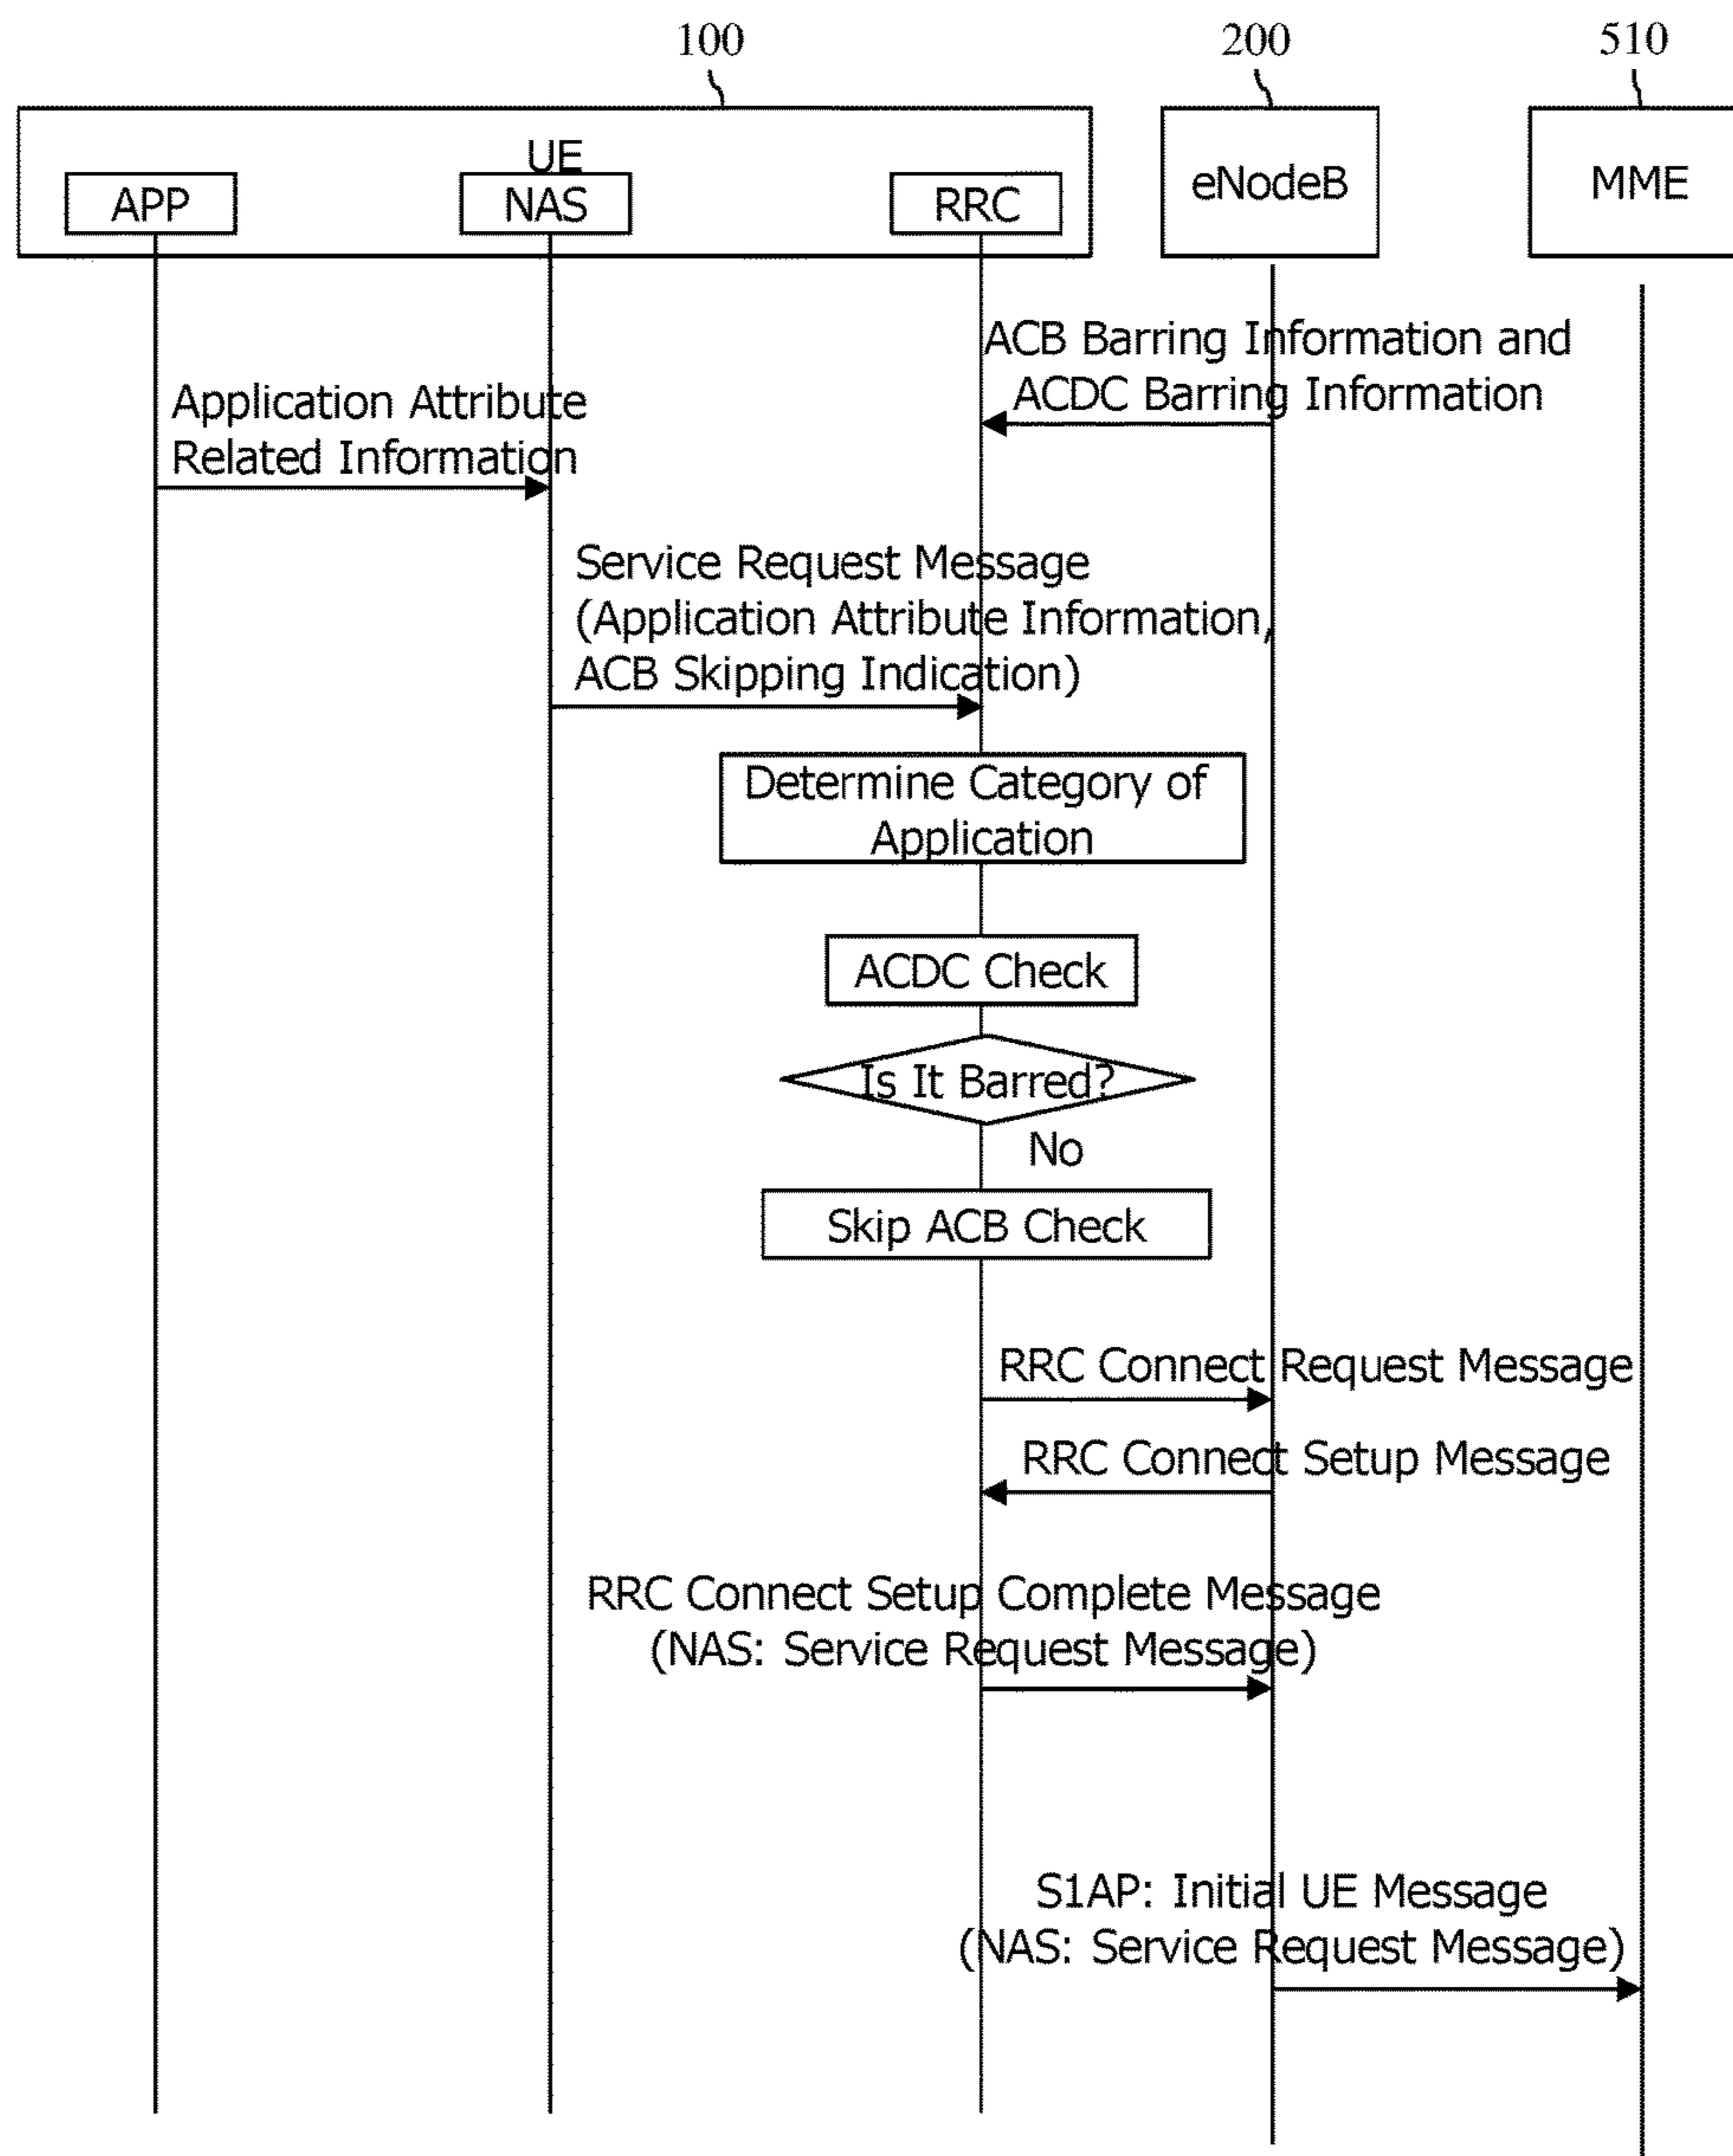 100
200
510
UE
APP
NAS
RRC
eNodeB
MME
ACB Barring Information and
ACDC Barring Information
Application Attribute
Related Information
Service Request Message
(Application Attribute Information,
ACB Skipping Indication)
Determine Category of
Application
ACDC Check
Is It Barred?
No
Skip ACB Check
RRC Connect Request Message
RRC Connect Setup Message
RRC Connect Setup Complete Message
(NAS: Service Request Message)
S1AP: Initial UE Message
(NAS: Service Request Message)